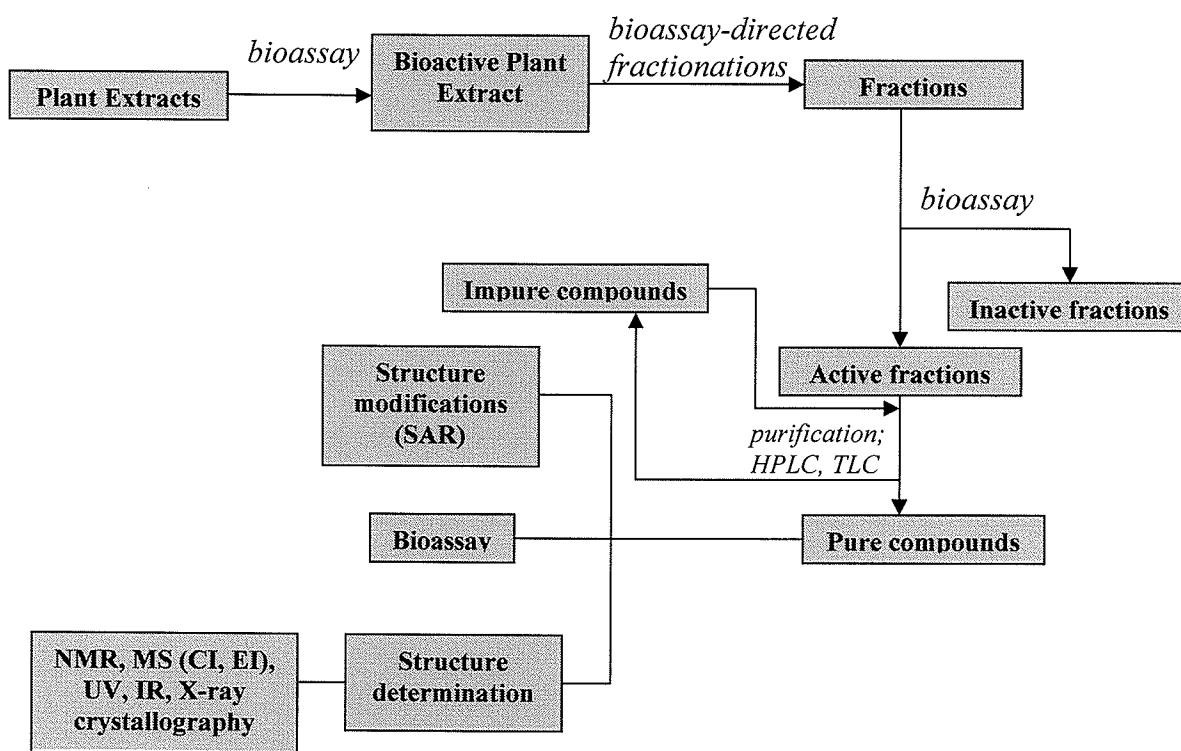 bioassay
bioassay-directed
fractionations
Plant Extracts
Bioactive Plant
Extract
Fractions
bioassay
Impure compounds
Inactive fractions
Structure
modifications
(SAR)
Active fractions
purification;
HPLC, TLC
Bioassay
Pure compounds
NMR, MS (CI, EI),
UV, IR, X-ray
crystallography
Structure
determination